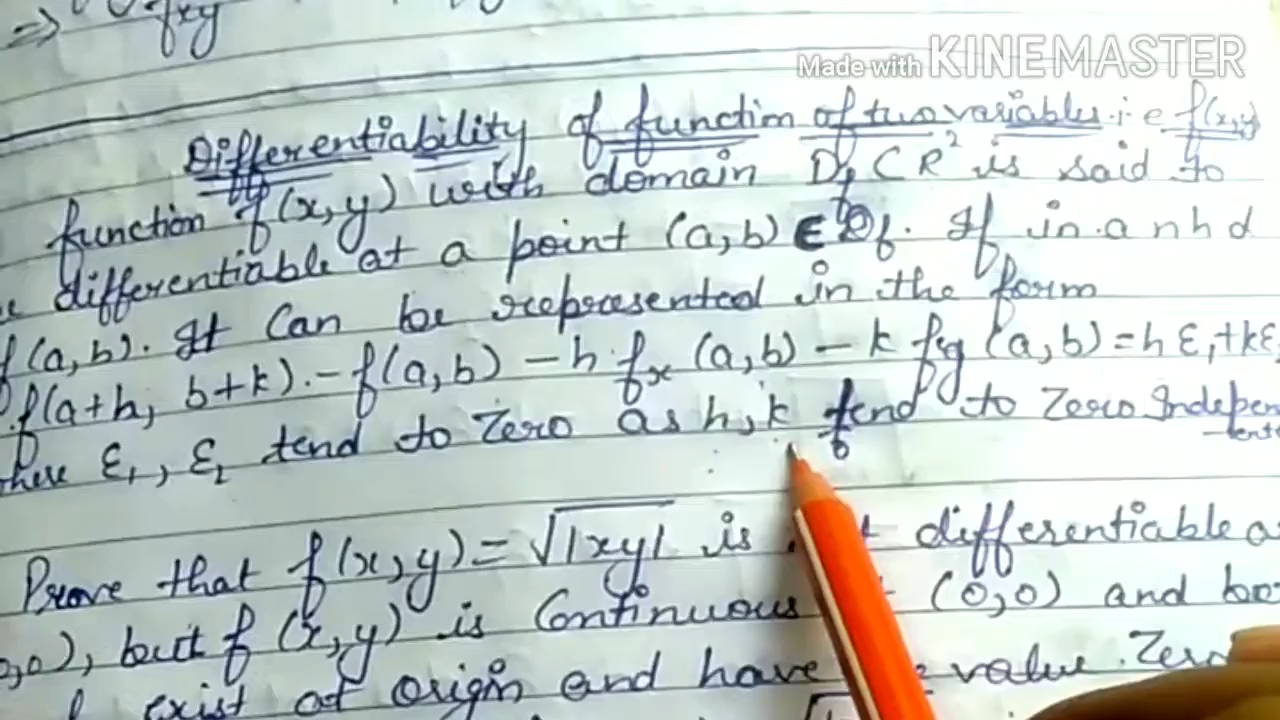 ⇒ fxy
Made with KINEMASTER
Differentiability of function of two variables i.e f(x,y)
function f(x,y) with domain Df ⊂ R² is said to
differentiable at a point (a,b) ∈ Df. If in a nhd
f(a,b). It Can be represented in the form
f(a+h, b+k).-f(a,b) - h fx (a,b) - k fy (a,b) = h ε₁+kε
here ε₁, ε₂ tend to Zero as h, k tend to Zero Indepen
Prove that f(x,y)= √|xy| is differentiable a
0,0), but f (x,y) is Continuous (0,0) and bo
exist at origin and have value. Zero